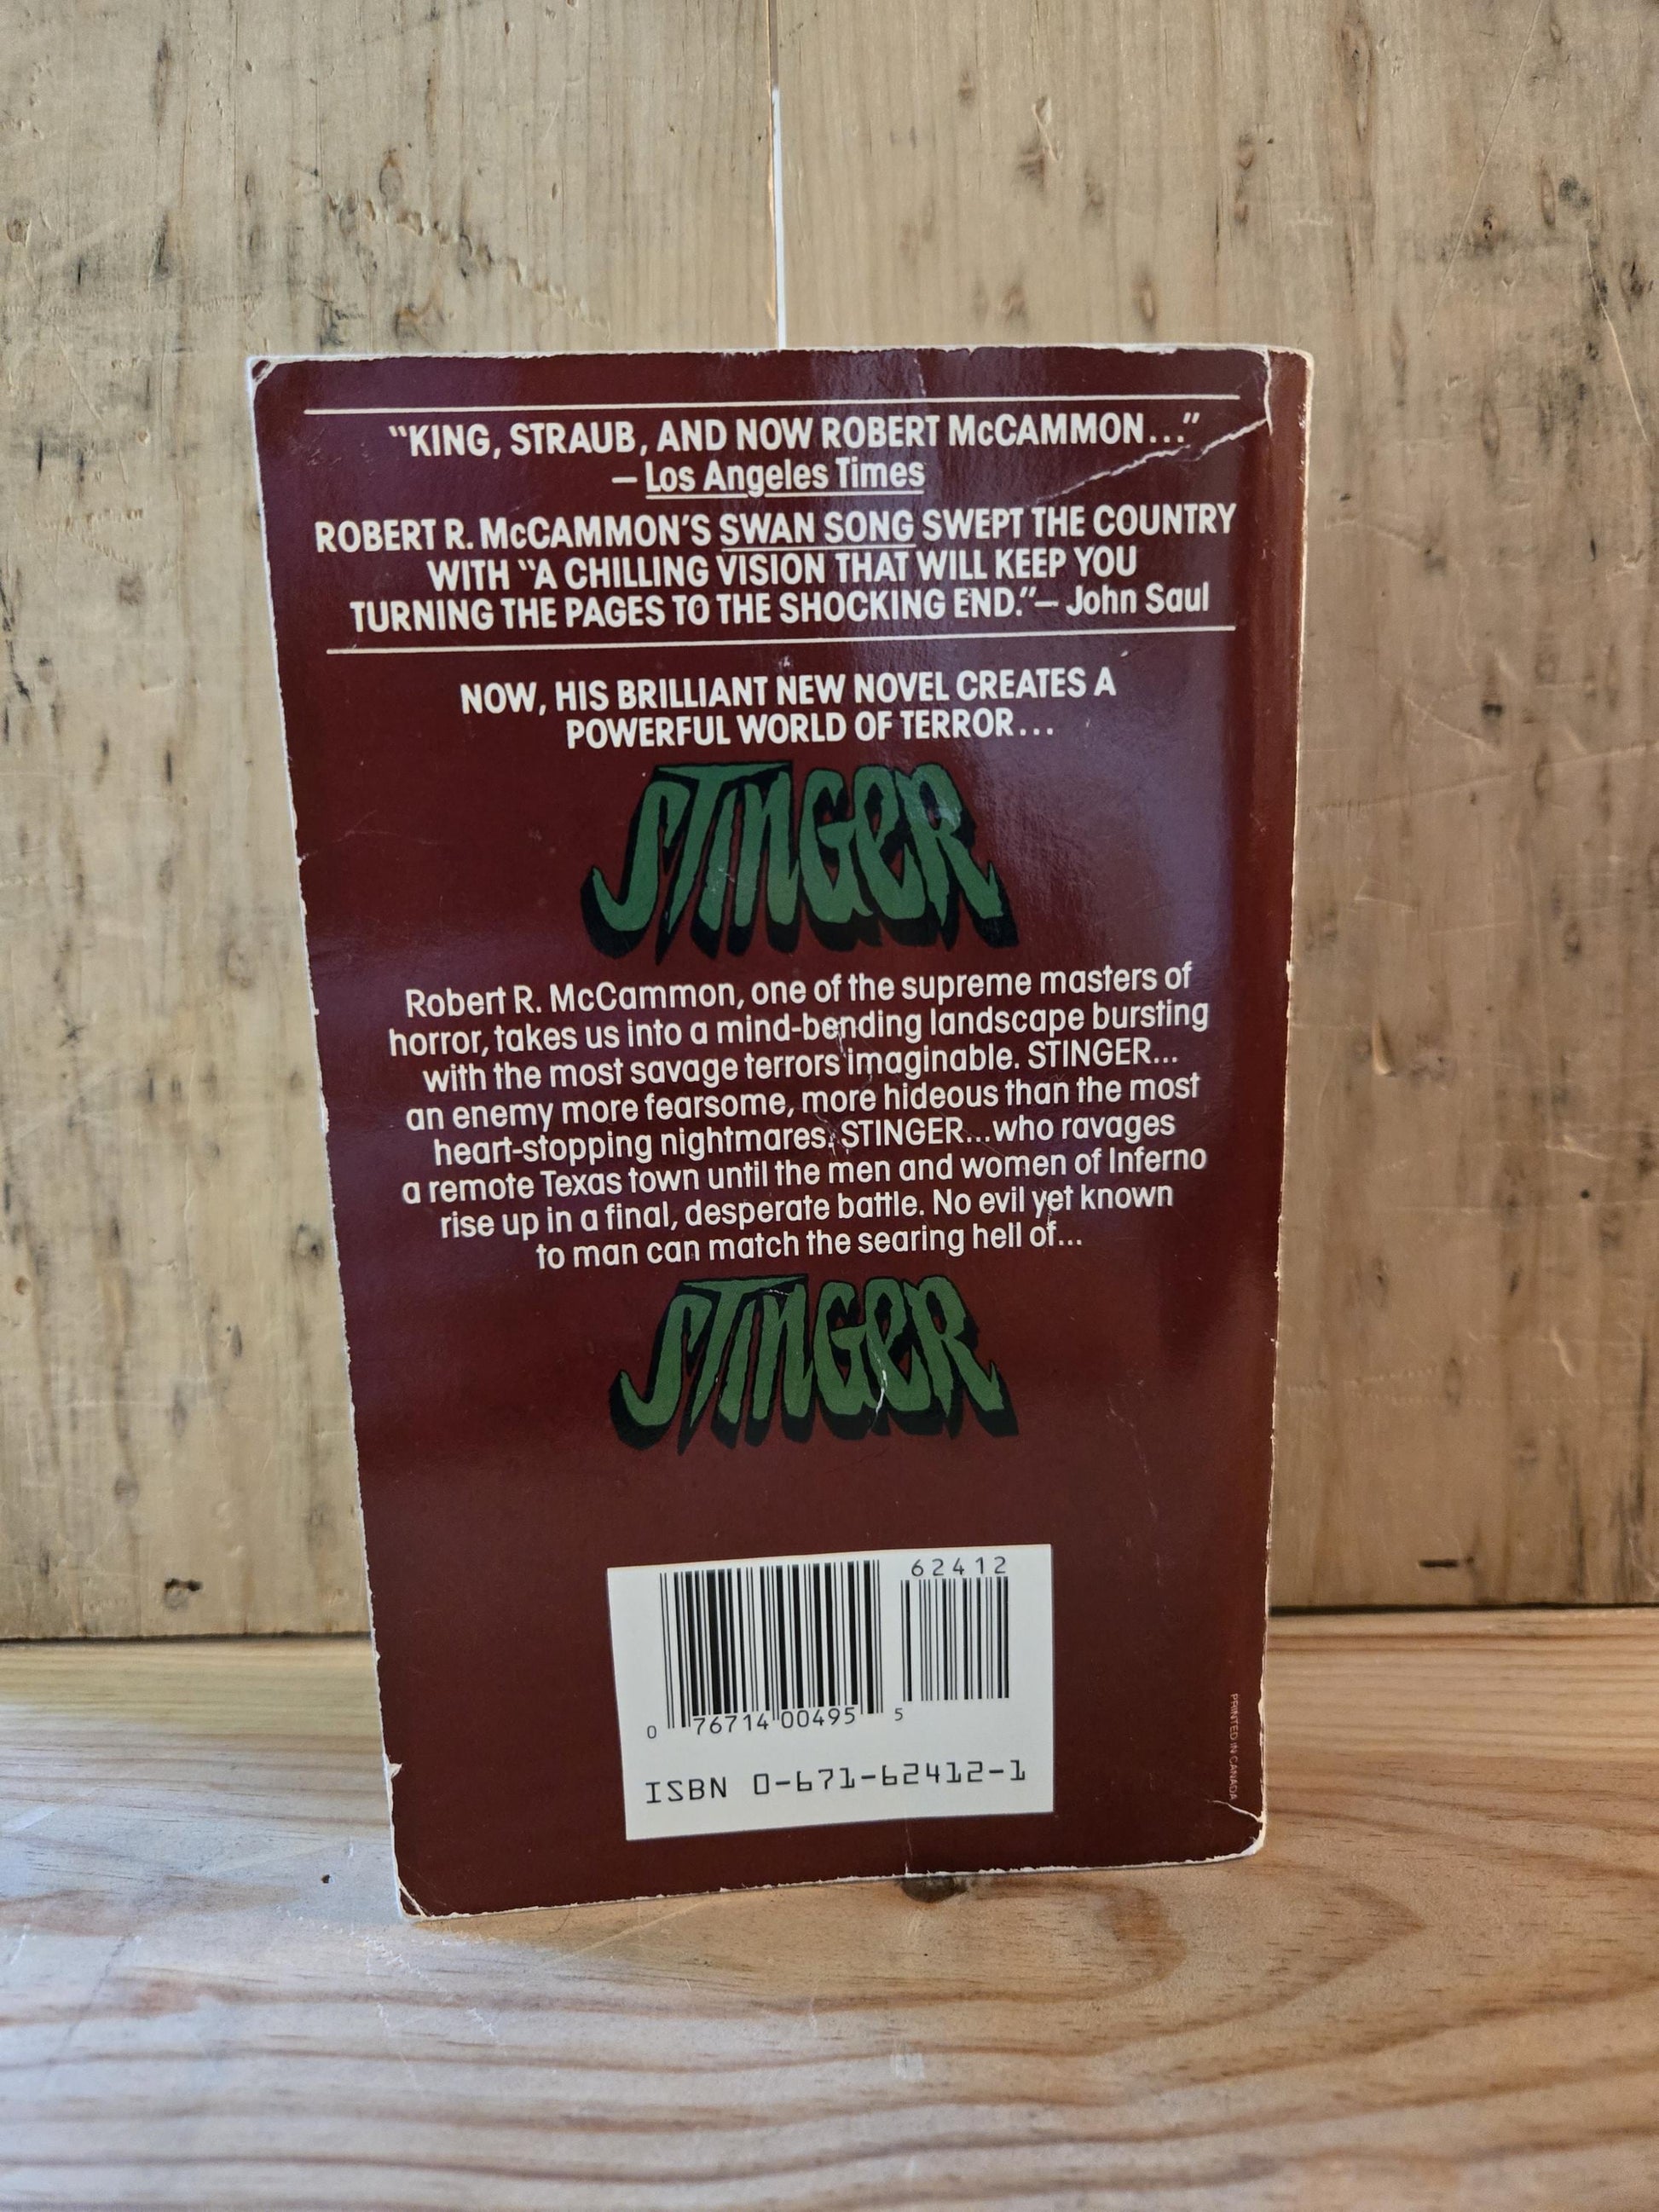 "KING, STRAUB, AND NOW ROBERT McCAMMON..."
— Los Angeles Times
ROBERT R. McCAMMON'S SWAN SONG SWEPT THE COUNTRY
WITH "A CHILLING VISION THAT WILL KEEP YOU
TURNING THE PAGES TO THE SHOCKING END."— John Saul
NOW, HIS BRILLIANT NEW NOVEL CREATES A
POWERFUL WORLD OF TERROR...
STINGER
Robert R. McCammon, one of the supreme masters of
horror, takes us into a mind-bending landscape bursting
with the most savage terrors imaginable. STINGER...
an enemy more fearsome, more hideous than the most
heart-stopping nightmares. STINGER...who ravages
a remote Texas town until the men and women of Inferno
rise up in a final, desperate battle. No evil yet known
to man can match the searing hell of...
STINGER
62412
0 76714 00495 5
ISBN 0-671-62412-1
PRINTED IN CANADA